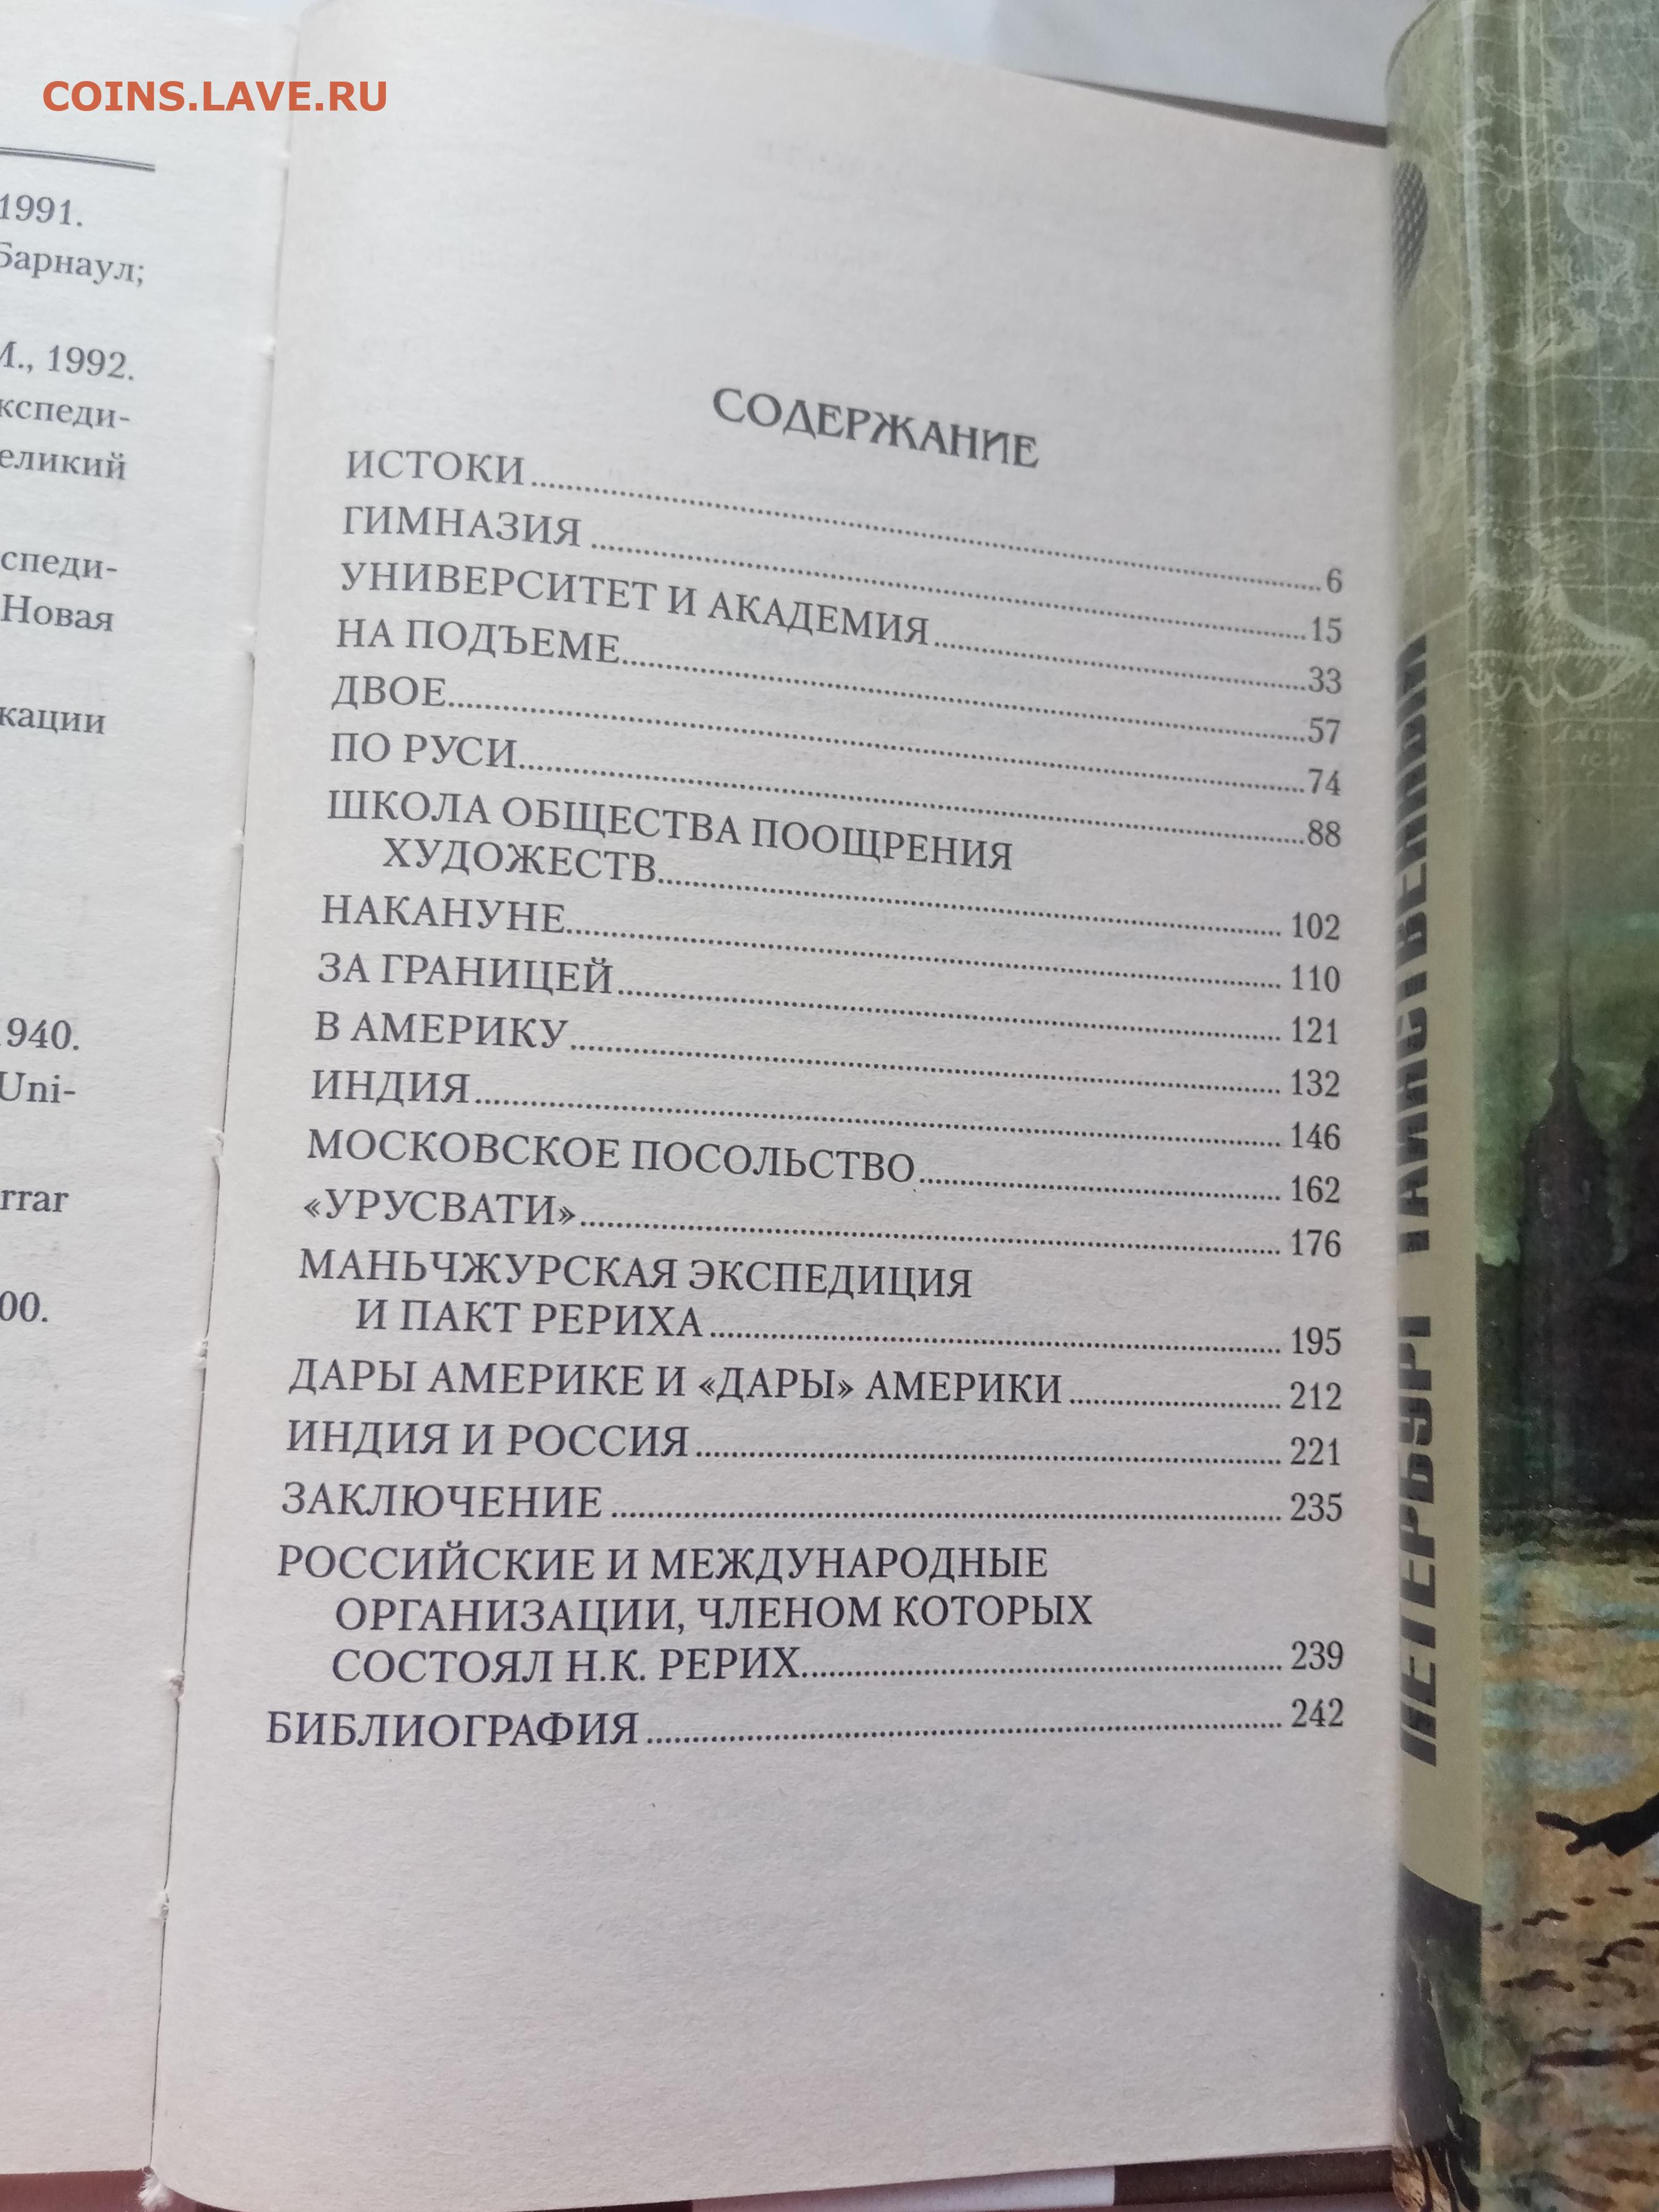 COINS.LAVE.RU
1991.
Барнаул;
М., 1992.
кспеди-
еликий
спеди-
Новая
кации
1940.
Uni-
rrar
00.
СОДЕРЖАНИЕ
ИСТОКИ 6
ГИМНАЗИЯ 15
УНИВЕРСИТЕТ И АКАДЕМИЯ 33
НА ПОДЪЕМЕ 57
ДВОЕ 74
ПО РУСИ 88
ШКОЛА ОБЩЕСТВА ПООЩРЕНИЯ
ХУДОЖЕСТВ 102
НАКАНУНЕ 110
ЗА ГРАНИЦЕЙ 121
В АМЕРИКУ 132
ИНДИЯ 146
МОСКОВСКОЕ ПОСОЛЬСТВО 162
«УРУСВАТИ» 176
МАНЬЧЖУРСКАЯ ЭКСПЕДИЦИЯ
И ПАКТ РЕРИХА 195
ДАРЫ АМЕРИКЕ И «ДАРЫ» АМЕРИКИ 212
ИНДИЯ И РОССИЯ 221
ЗАКЛЮЧЕНИЕ 235
РОССИЙСКИЕ И МЕЖДУНАРОДНЫЕ
ОРГАНИЗАЦИИ, ЧЛЕНОМ КОТОРЫХ
СОСТОЯЛ Н.К. РЕРИХ 239
БИБЛИОГРАФИЯ 242
ПЕТЕРБУРГ ТАИНСТВЕННЫЙ